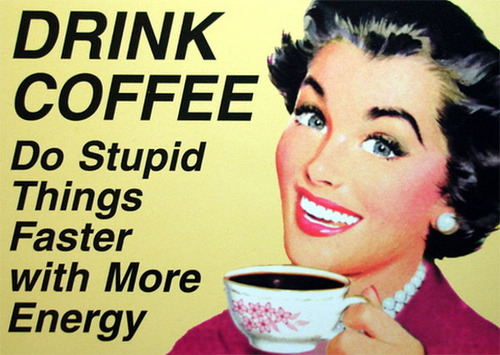 DRINK
COFFEE
Do Stupid
Things
Faster
with More
Energy